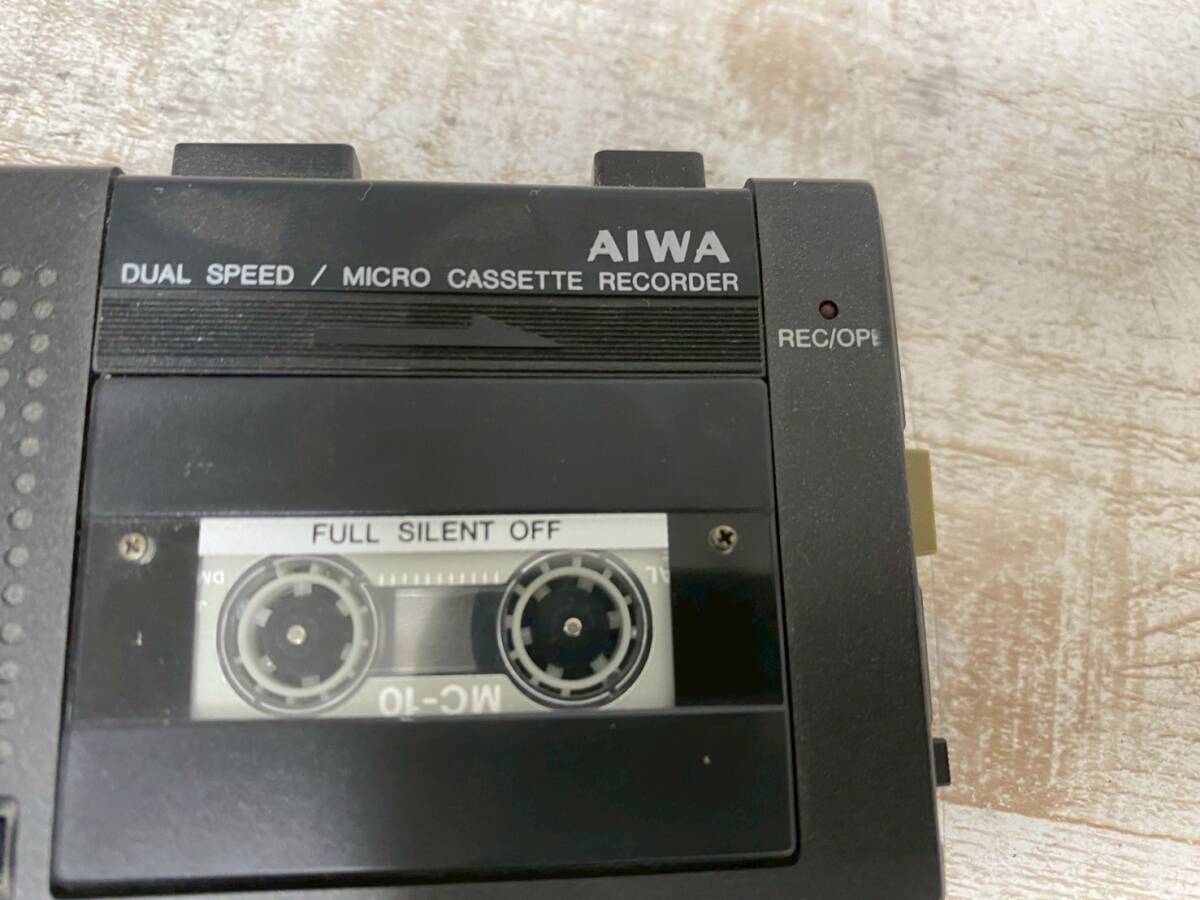 AIWA
DUAL SPEED / MICRO CASSETTE RECORDER
REC/OPE
FULL SILENT OFF
MC-10